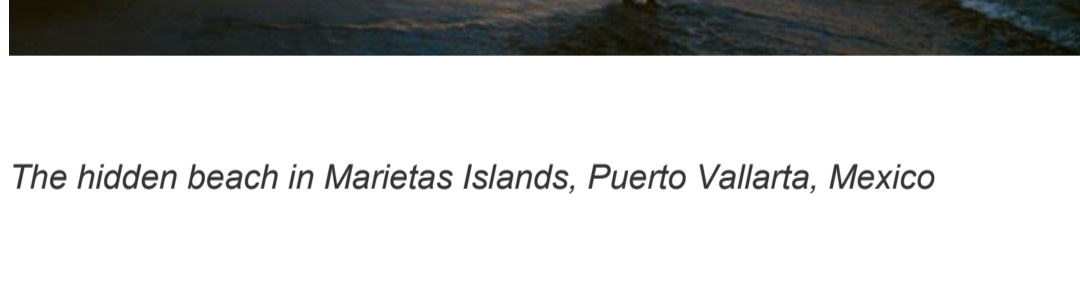 The hidden beach in Marietas Islands, Puerto Vallarta, Mexico